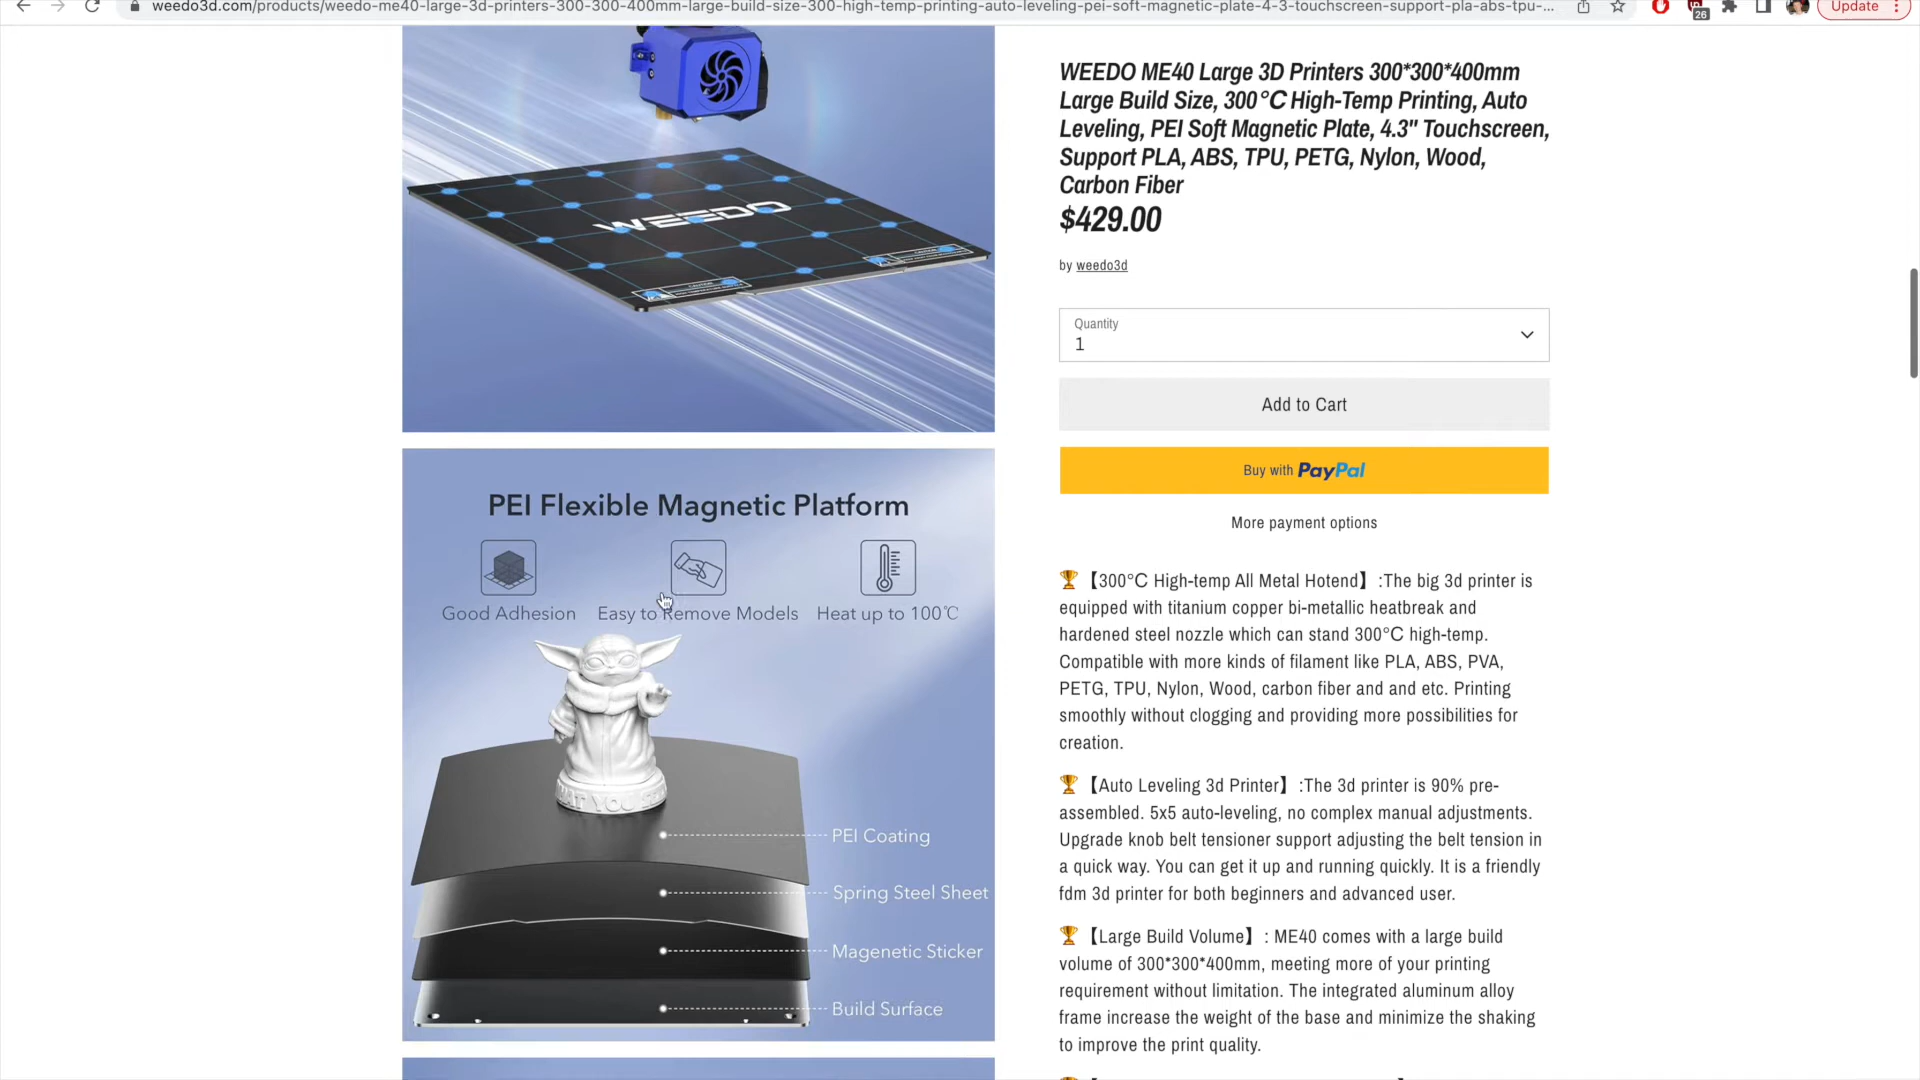 weedo3d.com/products/weedo-me40-large-3d-printers-300-300-400mm-large-build-size-300-high-temp-printing-auto-leveling-pei-soft-magnetic-plate-4-3-touchscreen-support-pla-abs-tpu-...
26
Update
WEEDO
WEEDO ME40 Large 3D Printers 300*300*400mm
Large Build Size, 300℃ High-Temp Printing, Auto
Leveling, PEI Soft Magnetic Plate, 4.3" Touchscreen,
Support PLA, ABS, TPU, PETG, Nylon, Wood,
Carbon Fiber
$429.00
by weedo3d
Quantity
1
Add to Cart
Buy with PayPal
More payment options
PEI Flexible Magnetic Platform
Good Adhesion
Easy to Remove Models
Heat up to 100℃
PEI Coating
Spring Steel Sheet
Magenetic Sticker
Build Surface
🏆【300℃ High-temp All Metal Hotend】:The big 3d printer is
equipped with titanium copper bi-metallic heatbreak and
hardened steel nozzle which can stand 300℃ high-temp.
Compatible with more kinds of filament like PLA, ABS, PVA,
PETG, TPU, Nylon, Wood, carbon fiber and and etc. Printing
smoothly without clogging and providing more possibilities for
creation.
🏆【Auto Leveling 3d Printer】:The 3d printer is 90% pre-
assembled. 5x5 auto-leveling, no complex manual adjustments.
Upgrade knob belt tensioner support adjusting the belt tension in
a quick way. You can get it up and running quickly. It is a friendly
fdm 3d printer for both beginners and advanced user.
🏆【Large Build Volume】: ME40 comes with a large build
volume of 300*300*400mm, meeting more of your printing
requirement without limitation. The integrated aluminum alloy
frame increase the weight of the base and minimize the shaking
to improve the print quality.